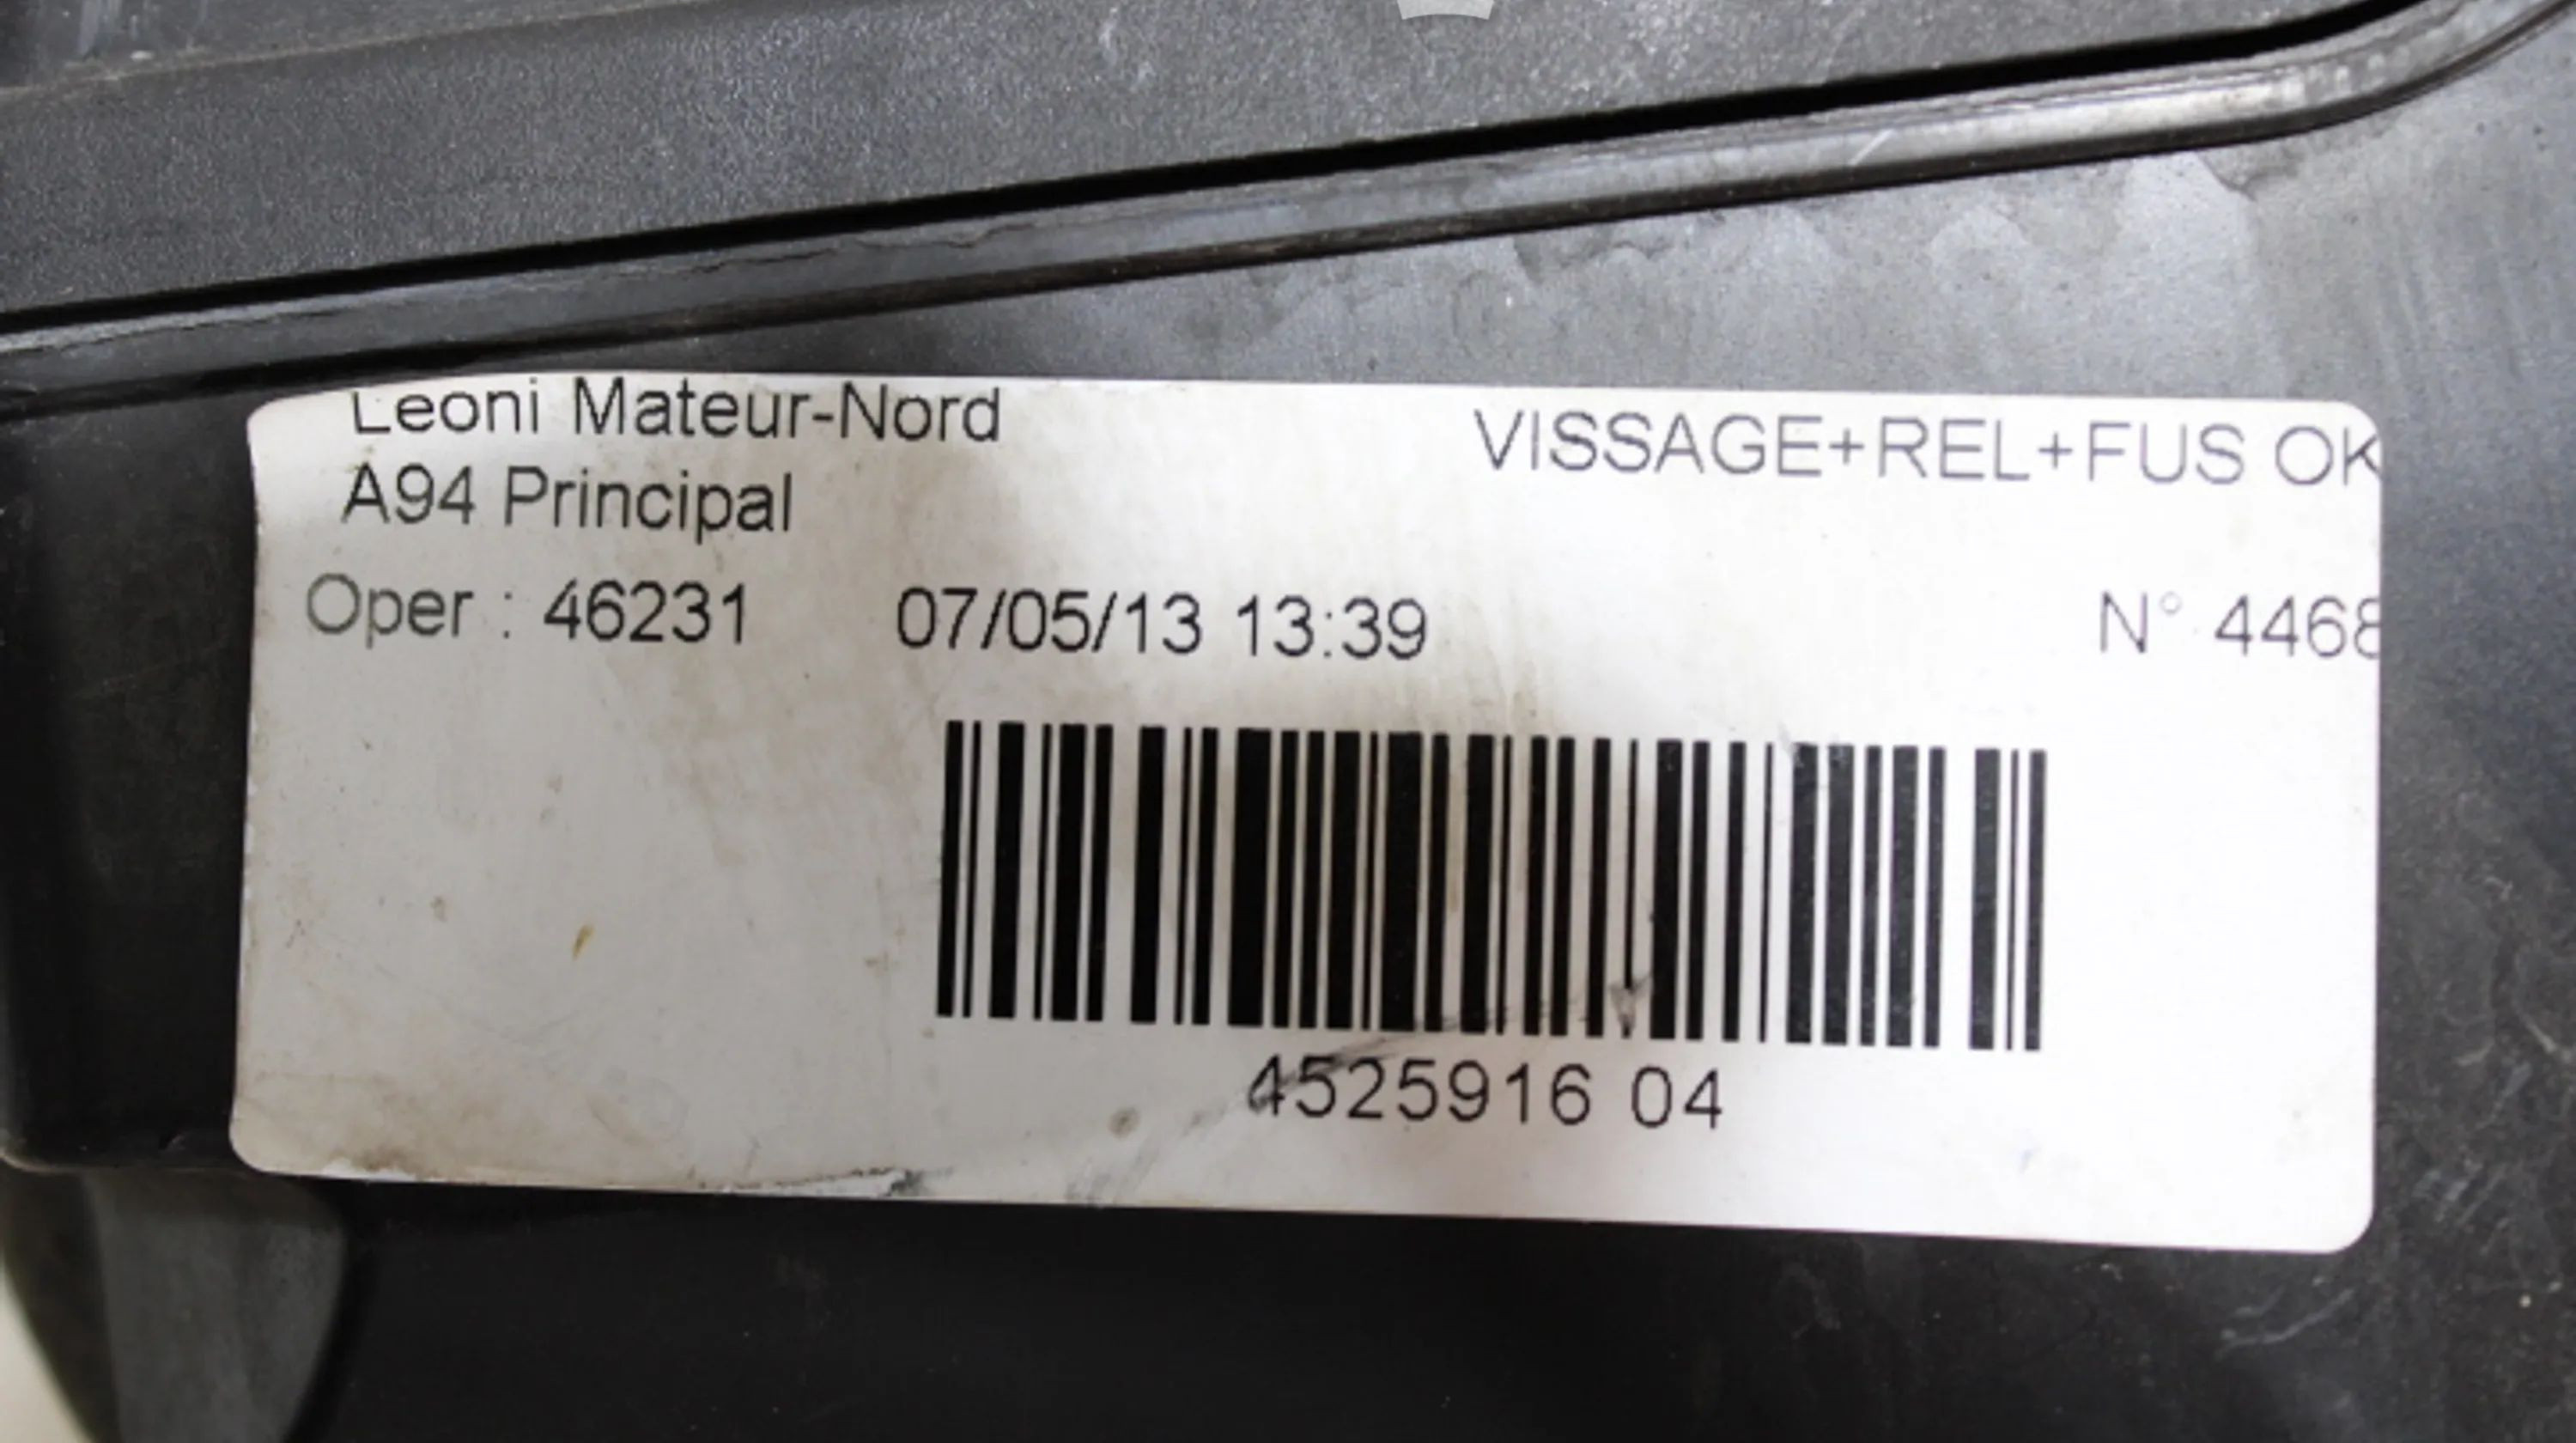 Leoni Mateur-Nord
VISSAGE+REL+FUS OK
A94 Principal
Oper : 46231 07/05/13 13:39 N° 4468
4525916 04